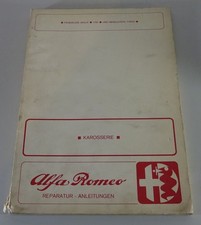 KAROSSERIE
Alfa Romeo
REPARATUR - ANLEITUNGEN